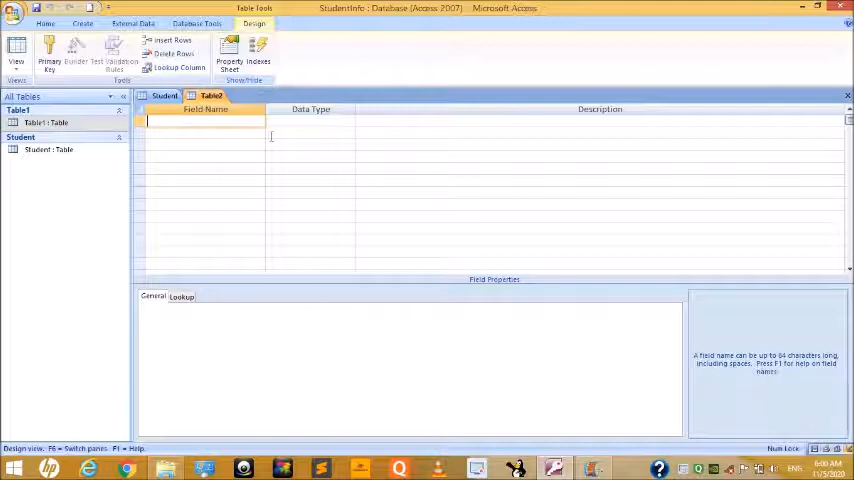 Table Tools
StudentInfo : Database (Access 2007) - Microsoft Access
Home Create External Data Database Tools Design
View
Primary Key
Builder
Test Validation Rules
Insert Rows
Delete Rows
Lookup Column
Property Sheet
Indexes
Views
Tools
Show/Hide
All Tables
Table1
Table1 : Table
Student
Student : Table
Student Table2
Field Name Data Type Description
Field Properties
General Lookup
A field name can be up to 64 characters long,
including spaces. Press F1 for help on field
names.
Design view. F6 = Switch panes. F1 = Help.
Num Lock
ENG
6:00 AM
11/5/2020